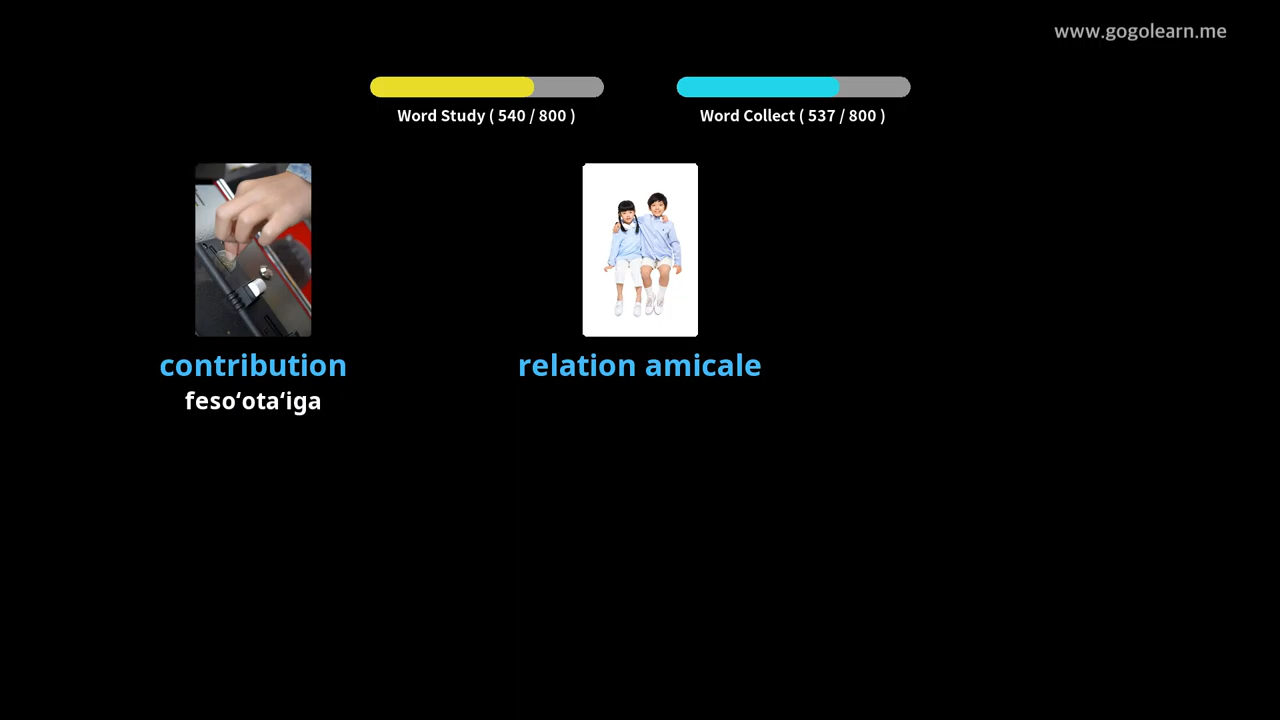 www.gogolearn.me
Word Study ( 540 / 800 )
Word Collect ( 537 / 800 )
contribution
fesoʻotaʻiga
relation amicale